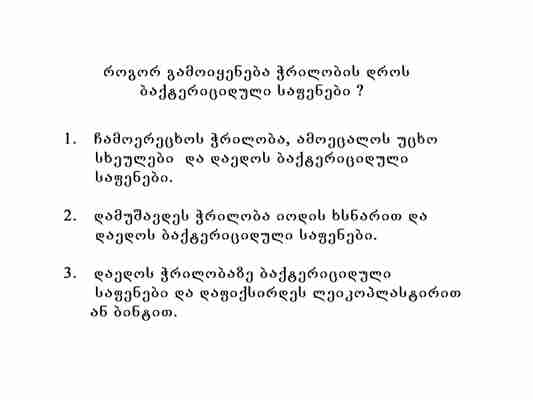 როგორ გამოიყენება ჭრილობის დროს
ბაქტერიციდული საფენები ?
1. ჩამოერეცხოს ჭრილობა, ამოეცალოს უცხო
სხეულები და დაედოს ბაქტერიციდული
საფენები.
2. დამუშავდეს ჭრილობა იოდის ხსნარით და
დაედოს ბაქტერიციდული საფენები.
3. დაედოს ჭრილობაზე ბაქტერიციდული
საფენები და დაფიქსირდეს ლეიკოპლასტირით
ან ბინტით.